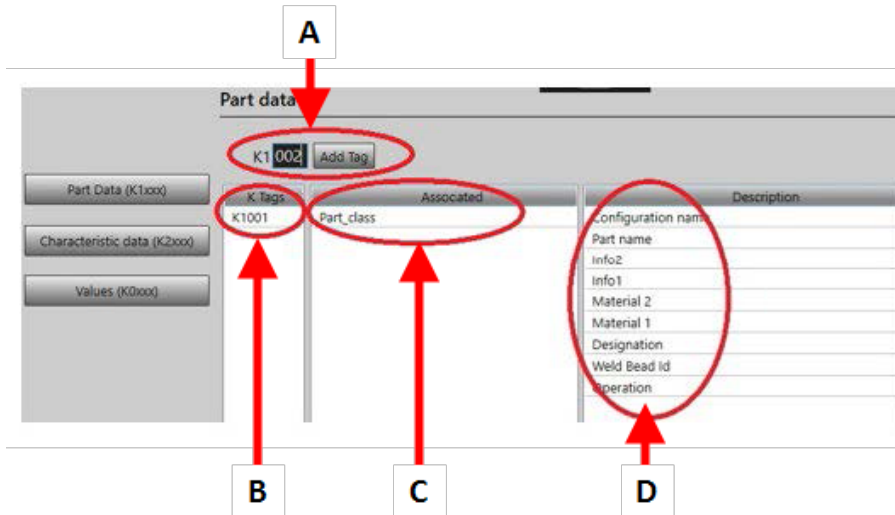 A
Part data
K1 002 Add Tag
Part Data (K1xxx)
Characteristic data (K2xxx)
Values (K0xxx)
K Tags Assocated Description
K1001 Part_class Configuration name
Part name
Info2
Info1
Material 2
Material 1
Designation
Weld Bead Id
Operation
B C D